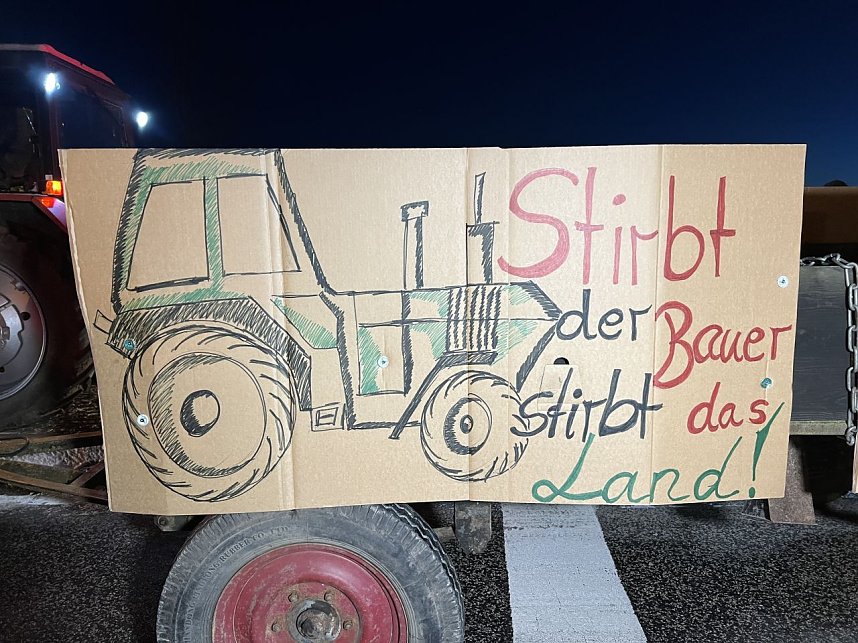 Stirbt
der Bauer
stirbt das
Land!